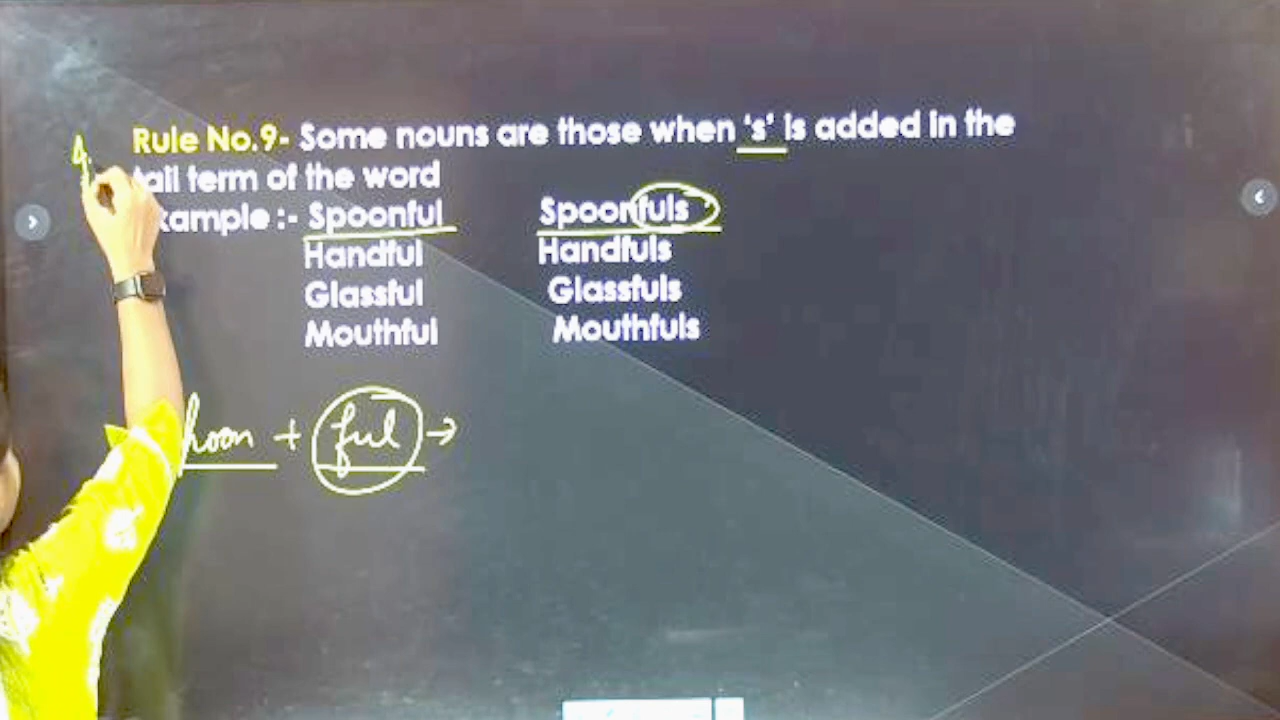 Rule No.9- Some nouns are those when 's' is added in the
tail term of the word
xample :- Spoonful Spoonfuls
Handful Handfuls
Glassful Glassfuls
Mouthful Mouthfuls
+ ful →